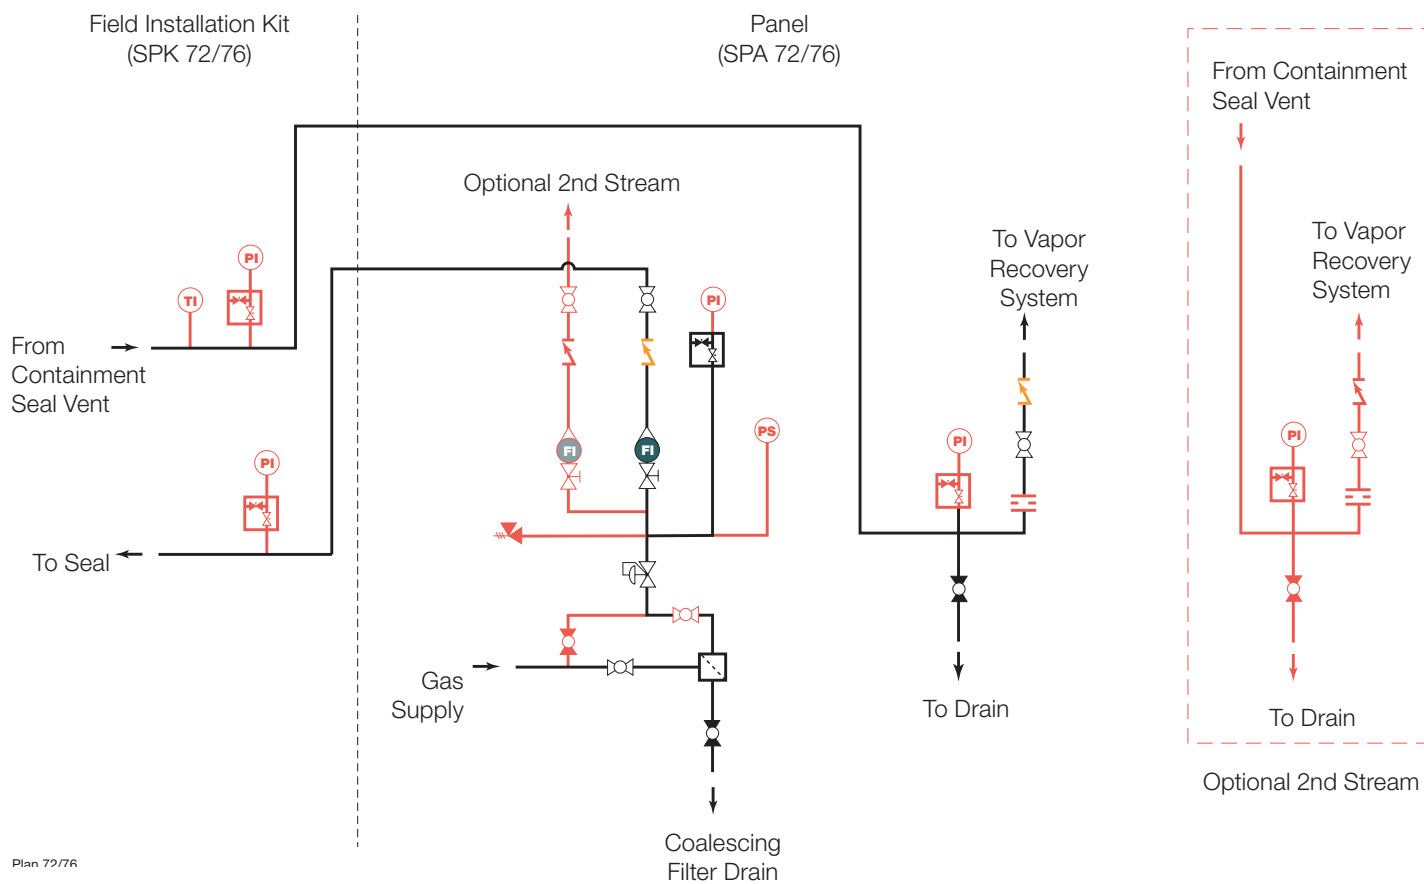 Field Installation Kit
(SPK 72/76)
Panel
(SPA 72/76)
From Containment
Seal Vent
Optional 2nd Stream
To Vapor
Recovery
System
To Vapor
Recovery
System
PI
TI
PI
From
Containment
Seal Vent
PS
PI
PI
FI
FI
PI
To Seal
Gas
Supply
To Drain
To Drain
Optional 2nd Stream
Coalescing
Filter Drain
Plan 72/76